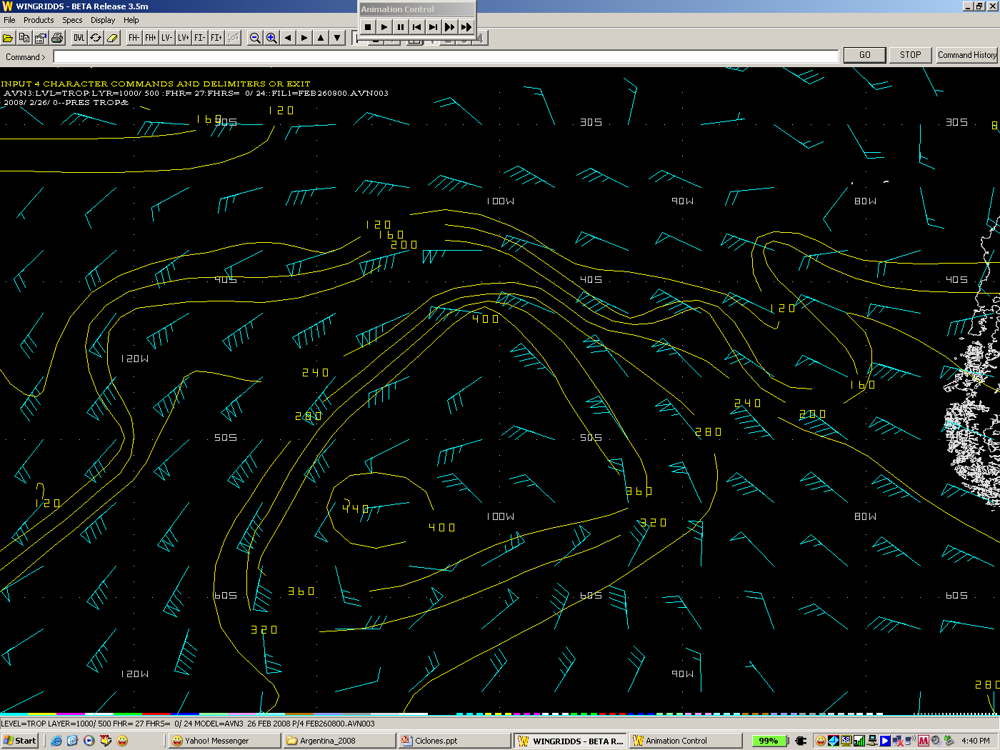 WINGRIDDS - BETA Release 3.5m
Animation Control
File Products Specs Display Help
OVL FH- FH+ LV- LV+ FI- FI+
Command >
GO STOP Command History
INPUT 4 CHARACTER COMMANDS AND DELIMITERS OR EXIT
AVN3:LVL=TROP:LYR=1000/ 500 :FHR= 27:FHRS= 0/ 24::FIL1=FEB260800.AVN003
2008/ 2/26/ 0--PRES TROP&
120
160 30S 30S 30S 8
100W 90W 80W
120
160
200
40S 40S 40S
120
400
120W
240
160
240
280 200
280
50S 50S
360
120 440
100W 80W
320
400
360
60S 60S 60S
320
120W 90W
280
LEVEL=TROP LAYER=1000/ 500 FHR= 27 FHRS= 0/ 24 MODEL=AVN3 26 FEB 2008 P/4 FEB260800.AVN003
Start Yahoo! Messenger Argentina_2008 Ciclones.ppt WINGRIDDS - BETA R... Animation Control 99% 4:40 PM